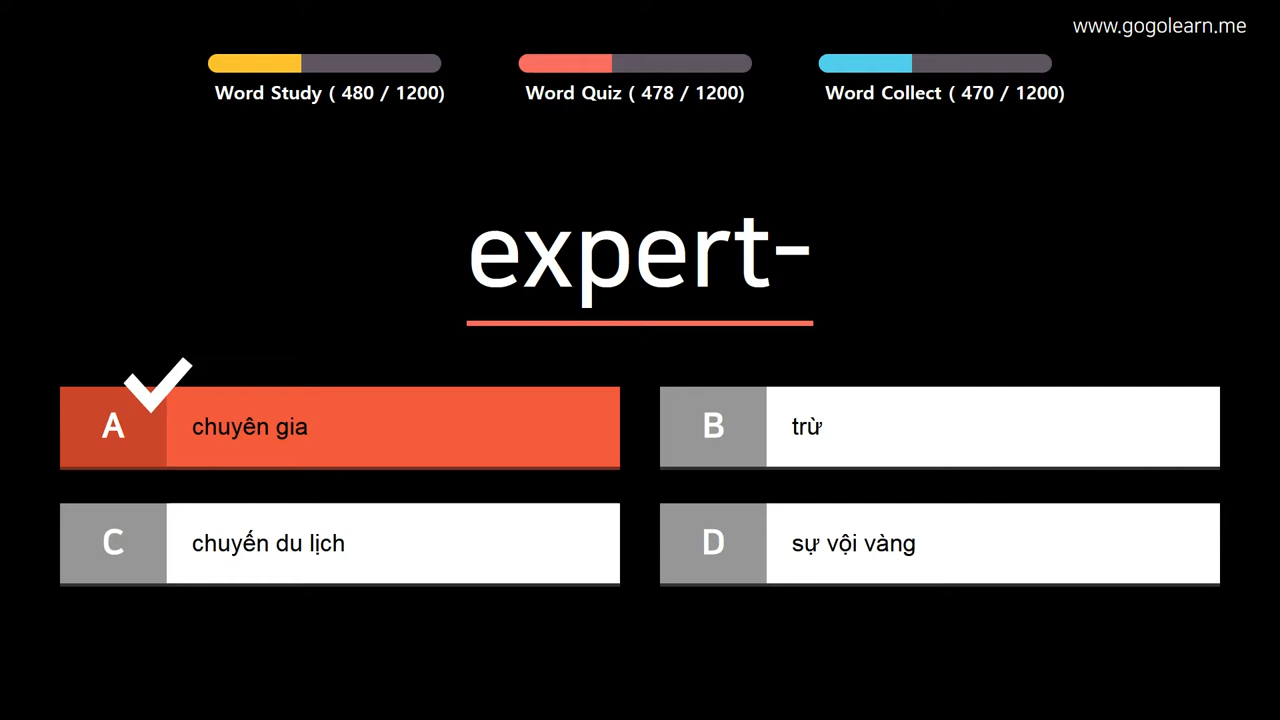 www.gogolearn.me
Word Study ( 480 / 1200)
Word Quiz ( 478 / 1200)
Word Collect ( 470 / 1200)
expert-
A
chuyên gia
B
trừ
C
chuyến du lịch
D
sự vội vàng